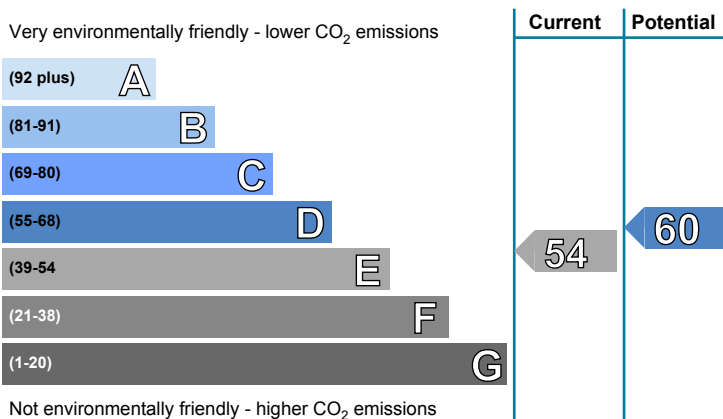 Current Potential
Very environmentally friendly - lower CO2 emissions
(92 plus) A
(81-91) B
(69-80) C
(55-68) D
60
(39-54 E
54
(21-38) F
(1-20) G
Not environmentally friendly - higher CO2 emissions